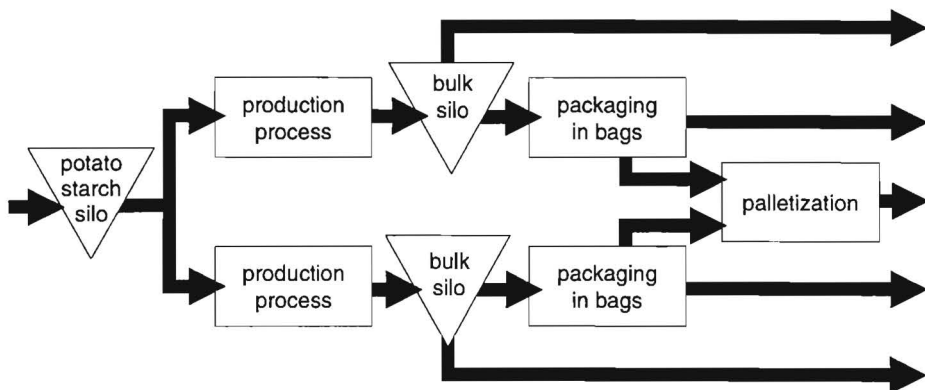 potato
starch
silo
production
process
bulk
silo
packaging
in bags
palletization
production
process
bulk
silo
packaging
in bags